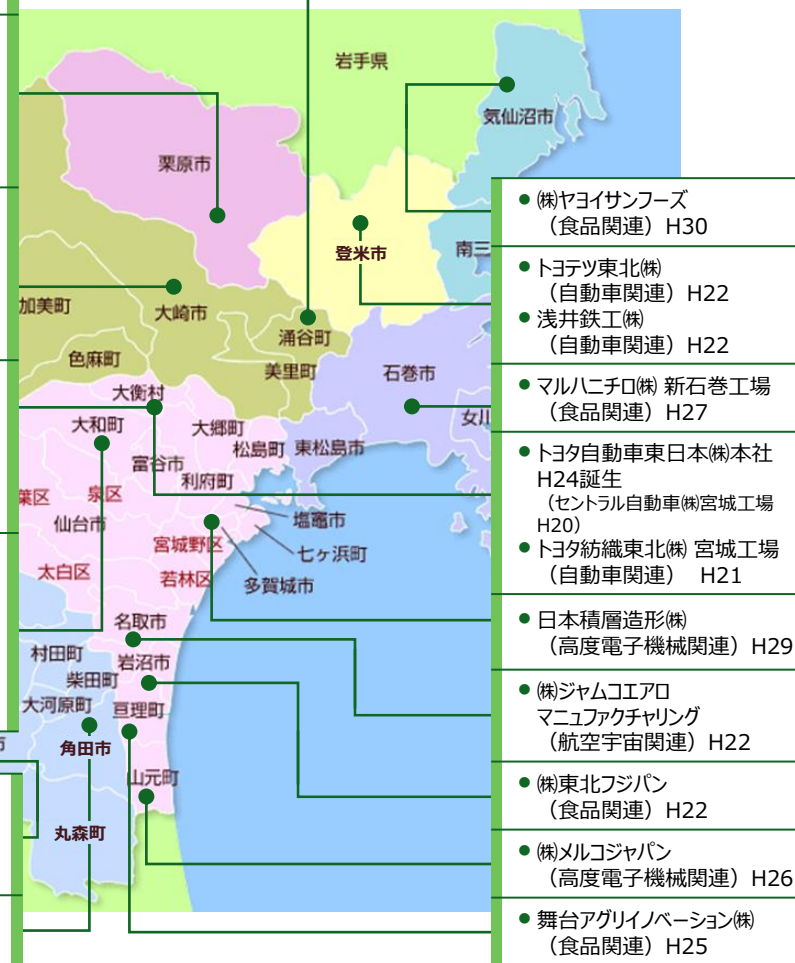 岩手県
気仙沼市
栗原市
登米市
南三
加美町
大崎市
涌谷町
色麻町
美里町
石巻市
大衡村
女川
大和町
大郷町
松島町
東松島市
富谷市
利府町
葉区
泉区
仙台市
塩竈市
宮城野区
七ヶ浜町
太白区
若林区
多賀城市
名取市
村田町
岩沼市
柴田町
大河原町
亘理町
市
角田市
山元町
丸森町
● ㈱ヤヨイサンフーズ
（食品関連）H30
● トヨテツ東北㈱
（自動車関連）H22
● 浅井鉄工㈱
（自動車関連）H22
● マルハニチロ㈱ 新石巻工場
（食品関連）H27
● トヨタ自動車東日本㈱本社
H24誕生
（セントラル自動車㈱宮城工場
H20）
● トヨタ紡織東北㈱ 宮城工場
（自動車関連） H21
● 日本積層造形㈱
（高度電子機械関連）H29
● ㈱ジャムコエアロ
マニュファクチャリング
（航空宇宙関連）H22
● ㈱東北フジパン
（食品関連）H22
● ㈱メルコジャパン
（高度電子機械関連）H26
● 舞台アグリイノベーション㈱
（食品関連）H25